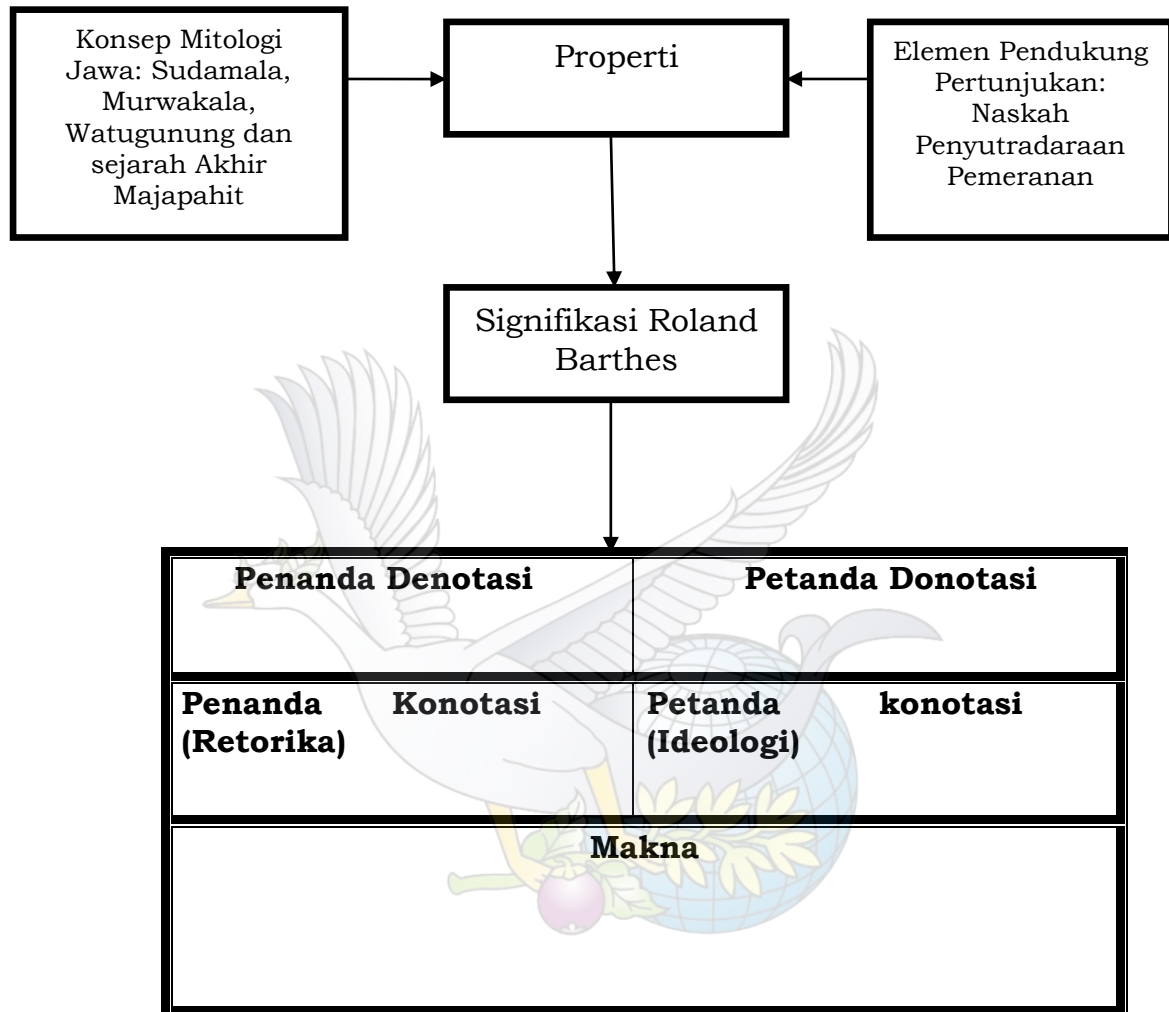 Konsep Mitologi
Jawa: Sudamala,
Murwakala,
Watugunung dan
sejarah Akhir
Majapahit
Properti
Elemen Pendukung
Pertunjukan:
Naskah
Penyutradaraan
Pemeranan
Signifikasi Roland
Barthes
Penanda Denotasi
Petanda Donotasi
Penanda Konotasi
(Retorika)
Petanda konotasi
(Ideologi)
Makna